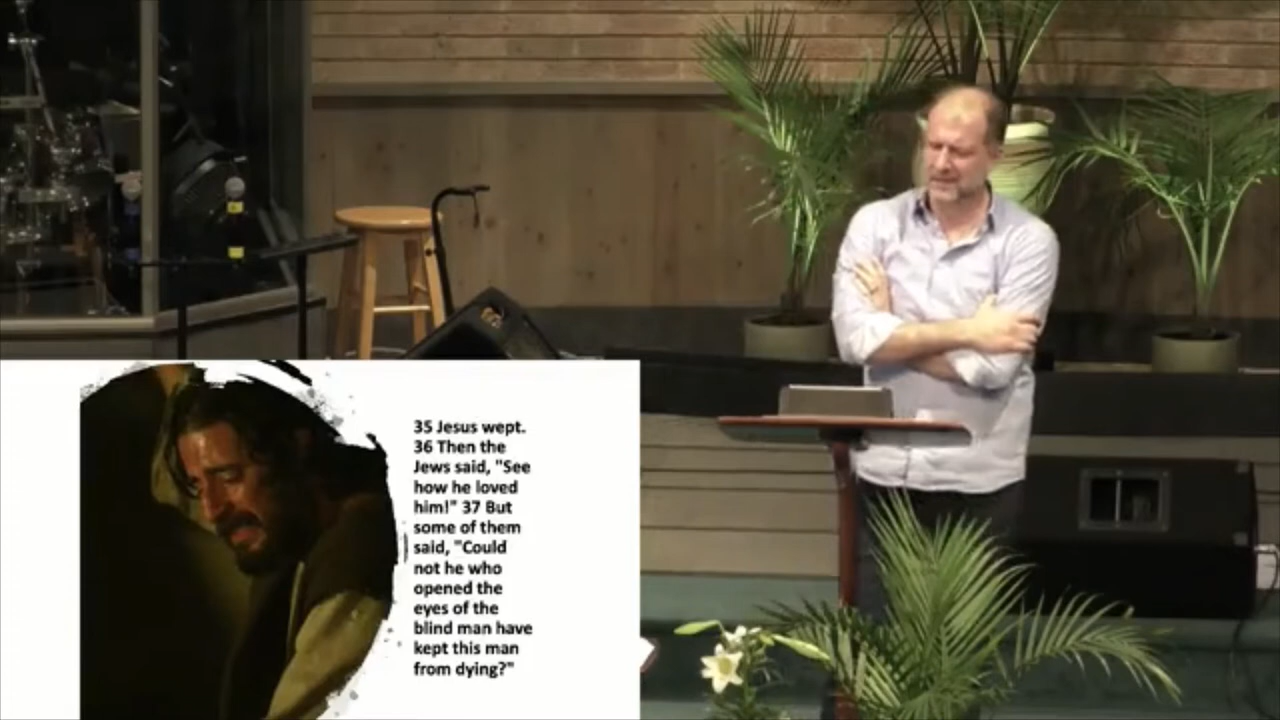 35 Jesus wept.
36 Then the
Jews said, "See
how he loved
him!" 37 But
some of them
said, "Could
not he who
opened the
eyes of the
blind man have
kept this man
from dying?"